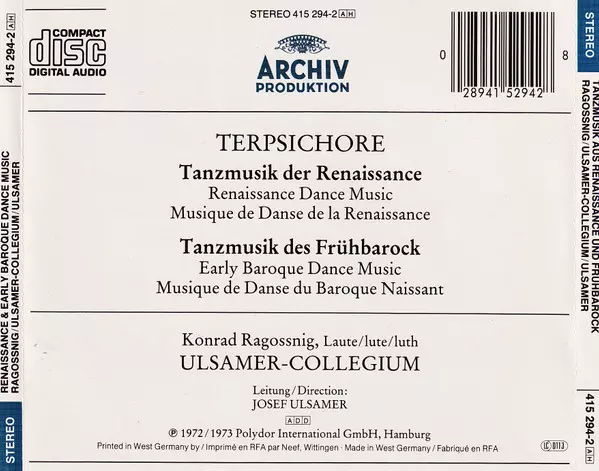 RENAISSANCE & EARLY BAROQUE DANCE MUSIC
RAGOSSNIG/ULSAMER-COLLEGIUM/ULSAMER
STEREO
415 294-2 AH
COMPACT
disc
DIGITAL AUDIO
STEREO 415 294-2 AH
ARCHIV
PRODUKTION
0
28941 52942
8
TERPSICHORE
Tanzmusik der Renaissance
Renaissance Dance Music
Musique de Danse de la Renaissance
Tanzmusik des Frühbarock
Early Baroque Dance Music
Musique de Danse du Baroque Naissant
Konrad Ragossnig, Laute/lute/luth
ULSAMER-COLLEGIUM
Leitung/Direction:
JOSEF ULSAMER
ADD
℗ 1972/1973 Polydor International GmbH, Hamburg
Printed in West Germany by / Imprimé en RFA par Neef, Wittingen · Made in West Germany / Fabriqué en RFA
LC 0113
STEREO
TANZMUSIK AUS RENAISSANCE UND FRÜHBAROCK
RAGOSSNIG/ULSAMER-COLLEGIUM/ULSAMER
415 294-2 AH